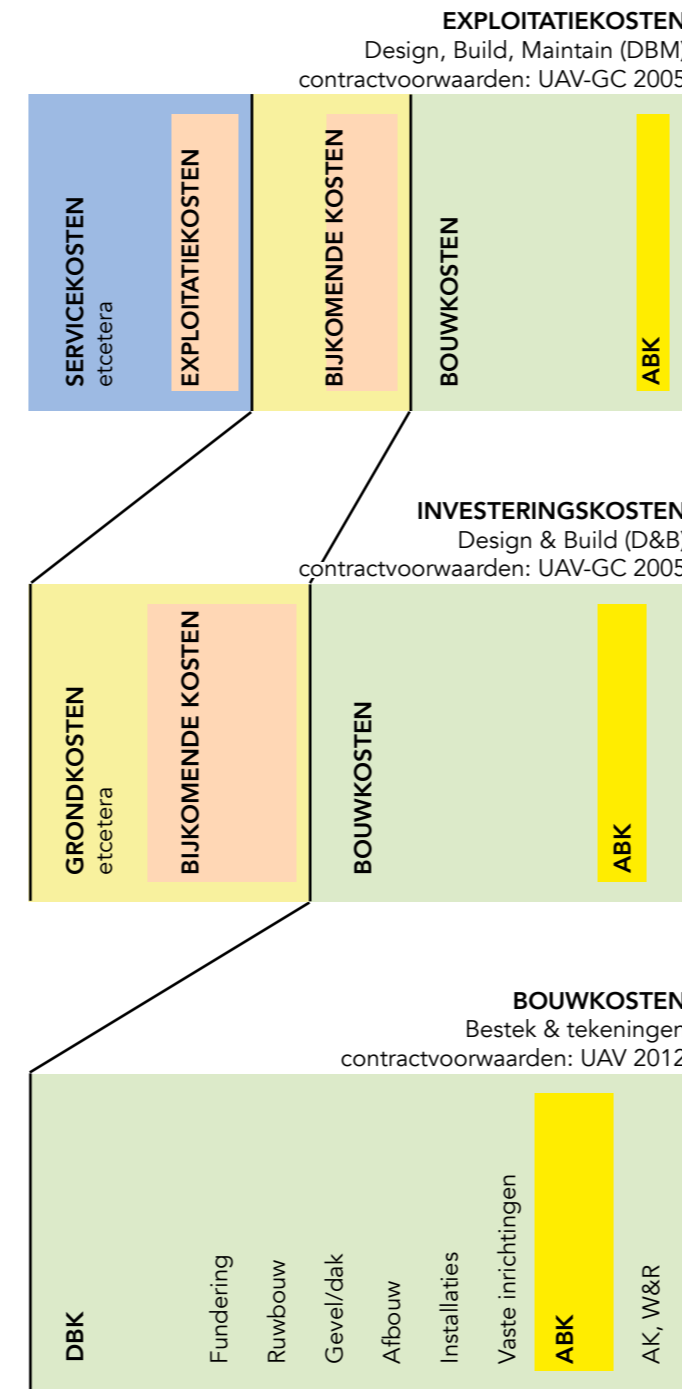 EXPLOITATIEKOSTEN
Design, Build, Maintain (DBM)
contractvoorwaarden: UAV-GC 2005
SERVICEKOSTEN
etcetera
EXPLOITATIEKOSTEN
BIJKOMENDE KOSTEN
BOUWKOSTEN
ABK
INVESTERINGSKOSTEN
Design & Build (D&B)
contractvoorwaarden: UAV-GC 2005
GRONDKOSTEN
etcetera
BIJKOMENDE KOSTEN
BOUWKOSTEN
ABK
BOUWKOSTEN
Bestek & tekeningen
contractvoorwaarden: UAV 2012
DBK
Fundering
Ruwbouw
Gevel/dak
Afbouw
Installaties
Vaste inrichtingen
ABK
AK, W&R